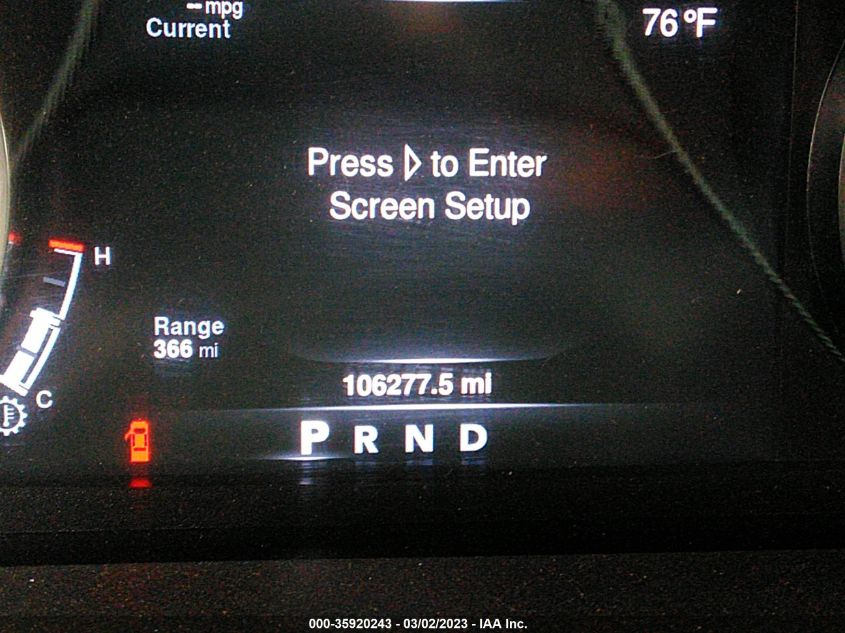 -- mpg
Current
76 °F
Press ▷ to Enter
Screen Setup
H
Range
366 mi
C
106277.5 mi
P R N D
000-35920243 - 03/02/2023 - IAA Inc.